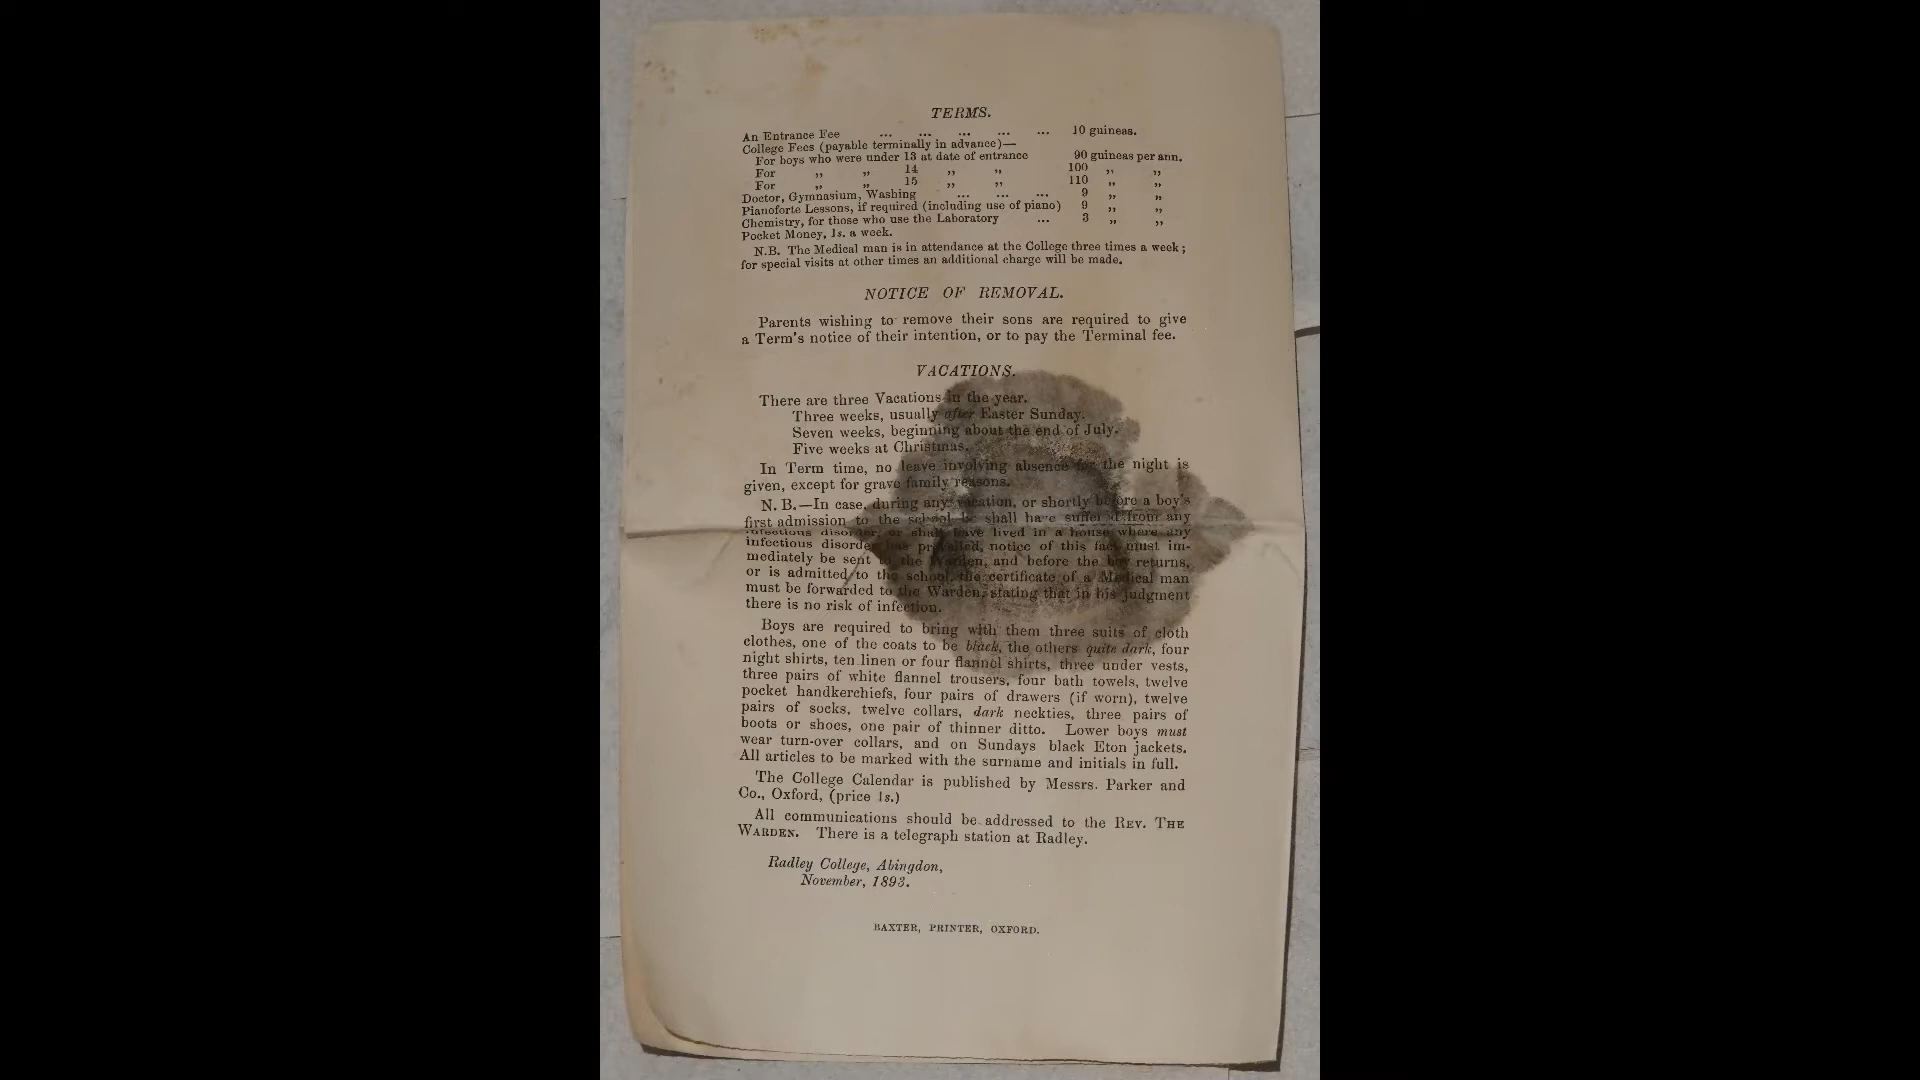 TERMS.
An Entrance Fee ... ... ... ... ... 10 guineas.
College Fees (payable terminally in advance)—
For boys who were under 13 at date of entrance 90 guineas per ann.
For ,, ,, 14 ,, ,, 100 ,, ,,
For ,, ,, 15 ,, ,, 110 ,, ,,
Doctor, Gymnasium, Washing ... ... ... 9 ,, ,,
Pianoforte Lessons, if required (including use of piano) 9 ,, ,,
Chemistry, for those who use the Laboratory ... 3 ,, ,,
Pocket Money, 1s. a week.
N.B. The Medical man is in attendance at the College three times a week;
for special visits at other times an additional charge will be made.
NOTICE OF REMOVAL.
Parents wishing to remove their sons are required to give
a Term's notice of their intention, or to pay the Terminal fee.
VACATIONS.
There are three Vacations in the year.
Three weeks, usually after Easter Sunday.
Seven weeks, beginning about the end of July.
Five weeks at Christmas.
In Term time, no leave involving absence for the night is
given, except for grave family reasons.
N.B.—In case, during any vacation, or shortly before a boy's
first admission to the school he shall have suffered from any
infectious disorder, or shall have lived in a house where any
infectious disorder has prevailed, notice of this fact must im-
mediately be sent to the Warden, and before the boy returns,
or is admitted to the school, the certificate of a Medical man
must be forwarded to the Warden, stating that in his judgment
there is no risk of infection.
Boys are required to bring with them three suits of cloth
clothes, one of the coats to be black, the others quite dark, four
night shirts, ten linen or four flannel shirts, three under vests,
three pairs of white flannel trousers, four bath towels, twelve
pocket handkerchiefs, four pairs of drawers (if worn), twelve
pairs of socks, twelve collars, dark neckties, three pairs of
boots or shoes, one pair of thinner ditto. Lower boys must
wear turn-over collars, and on Sundays black Eton jackets.
All articles to be marked with the surname and initials in full.
The College Calendar is published by Messrs. Parker and
Co., Oxford, (price 1s.)
All communications should be addressed to the REV. THE
WARDEN. There is a telegraph station at Radley.
Radley College, Abingdon,
November, 1893.
BAXTER, PRINTER, OXFORD.